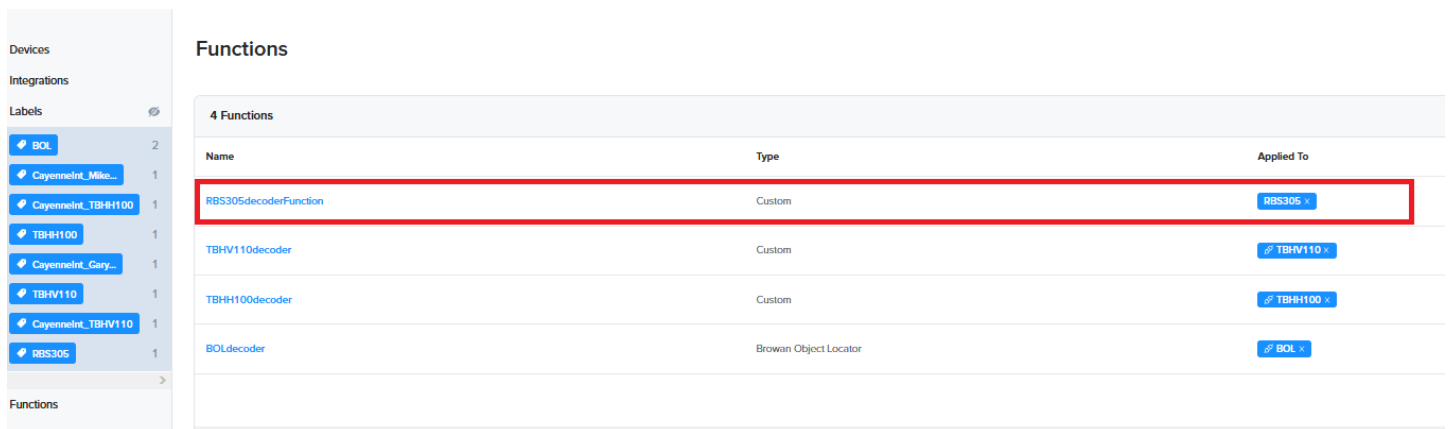 Devices
Integrations
Labels
BOL 2
CayenneInt_Mike... 1
CayenneInt_TBHH100 1
TBHH100 1
CayenneInt_Gary... 1
TBHV110 1
CayenneInt_TBHV110 1
RBS305 1
Functions
Functions
4 Functions
Name Type Applied To
RBS305decoderFunction Custom RBS305 ×
TBHV110decoder Custom TBHV110 ×
TBHH100decoder Custom TBHH100 ×
BOLdecoder Browan Object Locator BOL ×